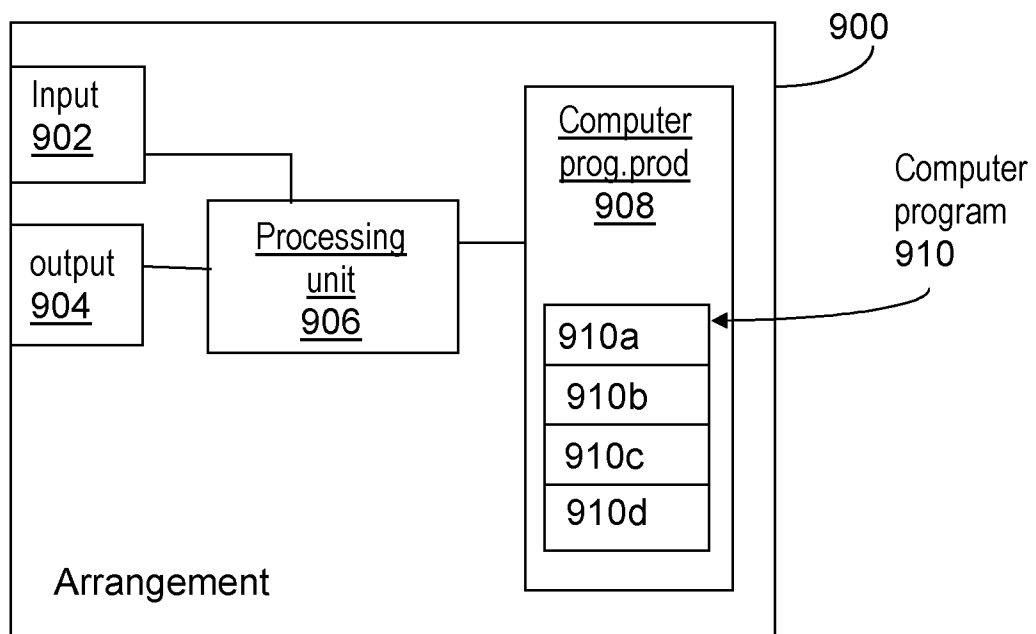 900
Input
902
Computer
prog.prod
908
Computer
program
910
Processing
unit
906
output
904
910a
910b
910c
910d
Arrangement